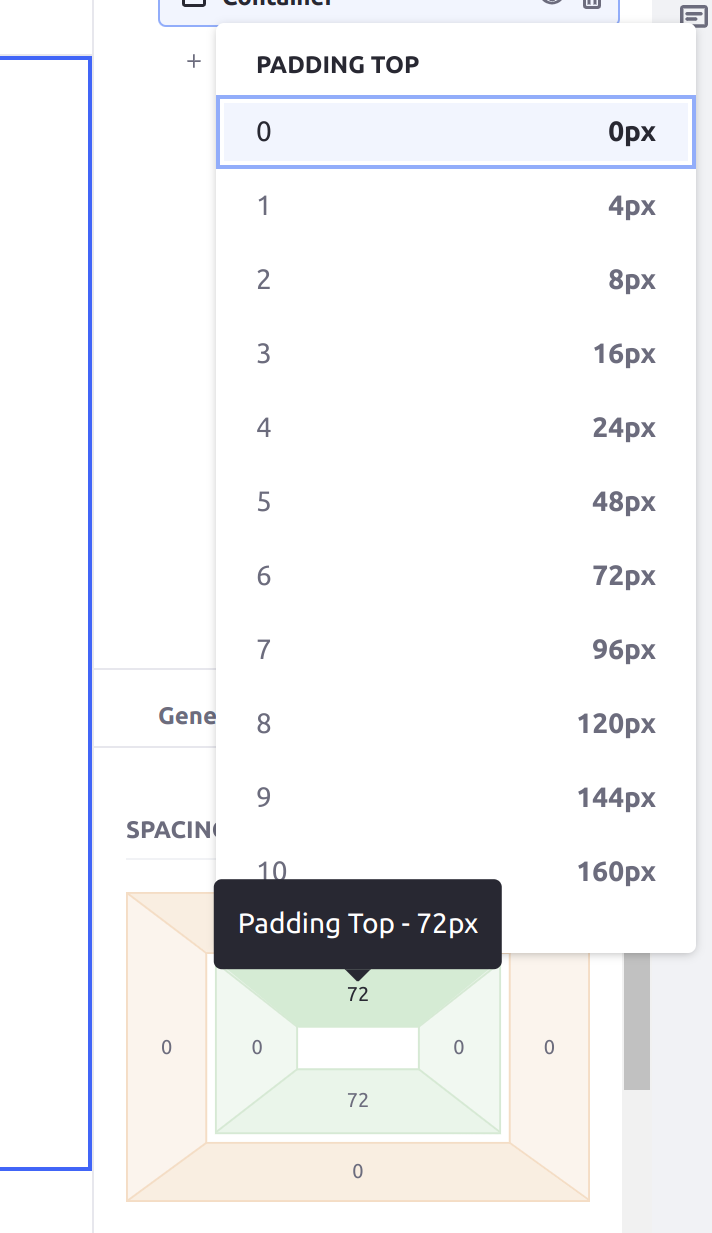 Container
PADDING TOP
0 0px
1 4px
2 8px
3 16px
4 24px
5 48px
6 72px
7 96px
8 120px
9 144px
10 160px
Gene
SPACING
Padding Top - 72px
72
0 0 0 0
72
0